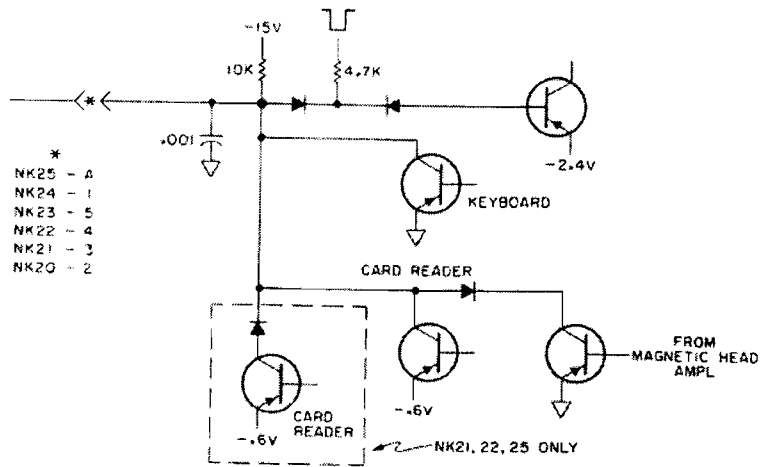 -15V
10K
4.7K
*
.001
-2.4V
*
NK25 - A
NK24 - 1
NK23 - 5
NK22 - 4
NK21 - 3
NK20 - 2
KEYBOARD
CARD READER
FROM
MAGNETIC HEAD
AMPL
-.6V
CARD
READER
-.6V
NK21, 22, 25 ONLY